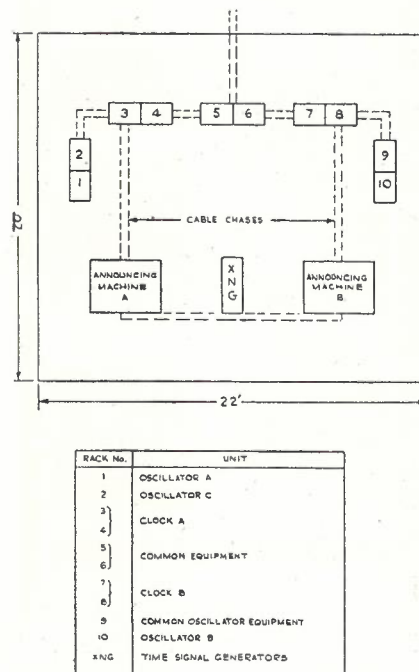 3 4 5 6 7 8
2 9
1 10
20'
CABLE CHASES
ANNOUNCING
MACHINE
A
XNG
ANNOUNCING
MACHINE
B
22'
RACK No. UNIT
1 OSCILLATOR A
2 OSCILLATOR C
3
4 CLOCK A
5
6 COMMON EQUIPMENT
7
8 CLOCK B
9 COMMON OSCILLATOR EQUIPMENT
10 OSCILLATOR B
XNG TIME SIGNAL GENERATORS